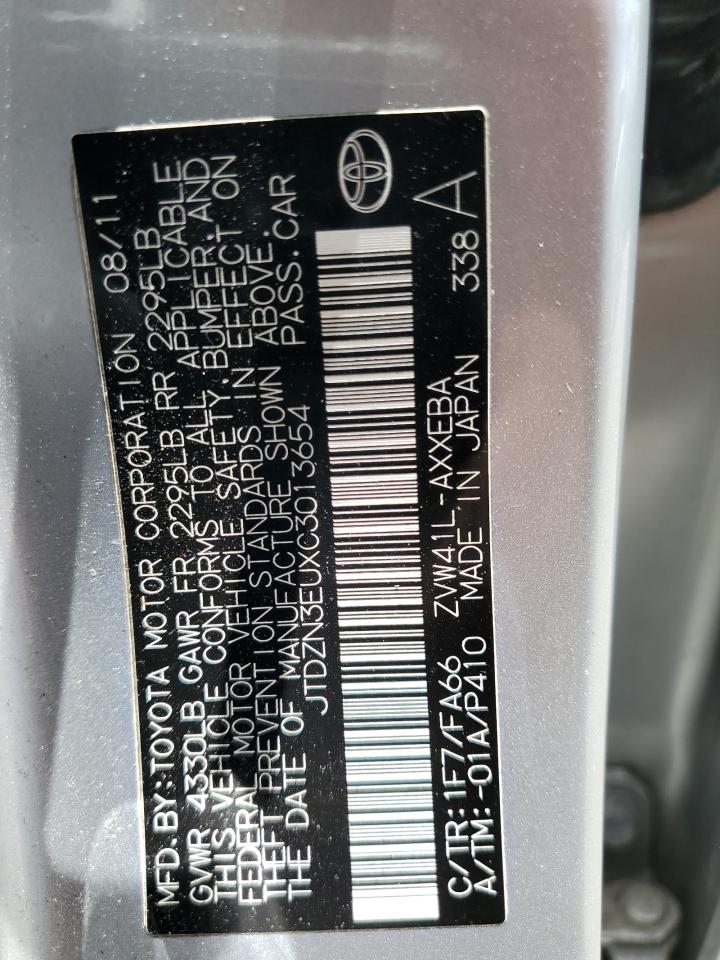 MFD. BY: TOYOTA MOTOR CORPORATION 08/11
GVWR 4330LB GAWR FR 2295LB RR 2295LB
THIS VEHICLE CONFORMS TO ALL APPLICABLE
FEDERAL MOTOR VEHICLE SAFETY, BUMPER, AND
THEFT PREVENTION STANDARDS IN EFFECT ON
THE DATE OF MANUFACTURE SHOWN ABOVE.
JTDZN3EUXC3013654 PASS. CAR
C/TR: 1F7/FA66 ZVW41L-AXXEBA 338
A/TM: -01A/P410 MADE IN JAPAN
A